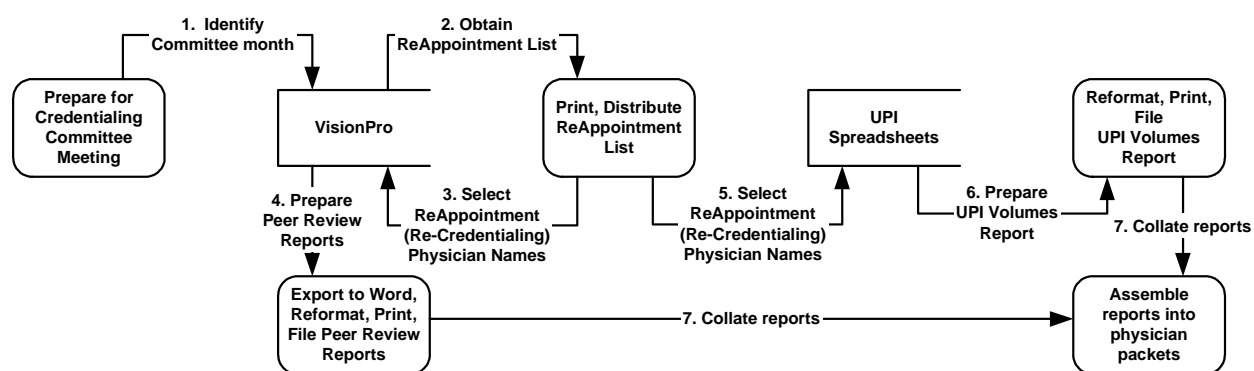 1. Identify
Committee month
2. Obtain
ReAppointment List
Prepare for
Credentialing
Committee
Meeting
VisionPro
Print, Distribute
ReAppointment
List
UPI
Spreadsheets
Reformat, Print,
File
UPI Volumes
Report
4. Prepare
Peer Review
Reports
3. Select
ReAppointment
(Re-Credentialing)
Physician Names
5. Select
ReAppointment
(Re-Credentialing)
Physician Names
6. Prepare
UPI Volumes
Report
7. Collate reports
Export to Word,
Reformat, Print,
File Peer Review
Reports
7. Collate reports
Assemble
reports into
physician
packets